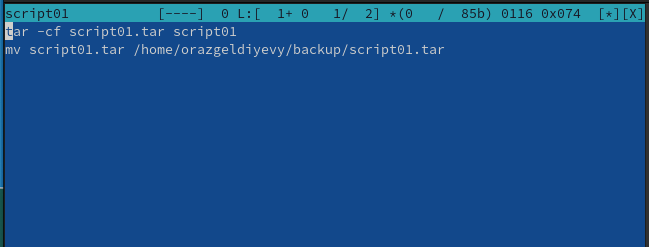 script01 [----] 0 L:[ 1+ 0 1/ 2] *(0 / 85b) 0116 0x074 [*][X]
tar -cf script01.tar script01
mv script01.tar /home/orazgeldiyevy/backup/script01.tar